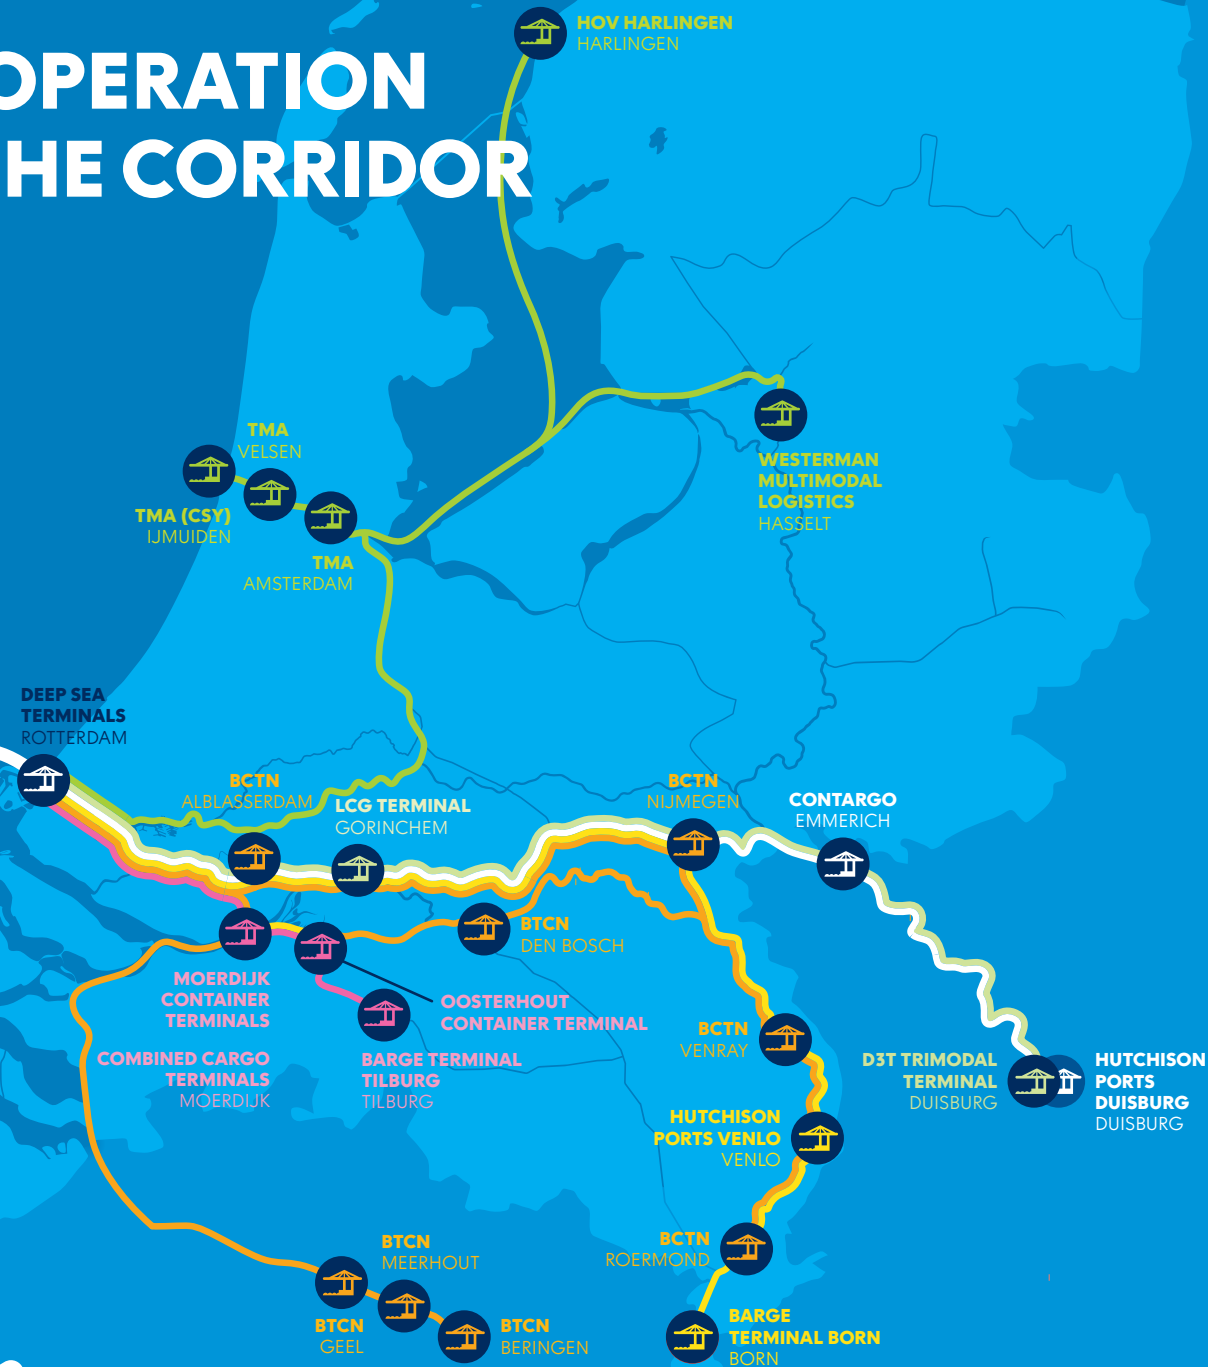 OPERATION
HE CORRIDOR
HOV HARLINGEN
HARLINGEN
TMA
VELSEN
TMA (CSY)
IJMUIDEN
TMA
AMSTERDAM
WESTERMAN
MULTIMODAL
LOGISTICS
HASSELT
DEEP SEA
TERMINALS
ROTTERDAM
BCTN
ALBLASSERDAM
LCG TERMINAL
GORINCHEM
BCTN
NIJMEGEN
CONTARGO
EMMERICH
BTCN
DEN BOSCH
MOERDIJK
CONTAINER
TERMINALS
COMBINED CARGO
TERMINALS
MOERDIJK
OOSTERHOUT
CONTAINER TERMINAL
BARGE TERMINAL
TILBURG
TILBURG
BCTN
VENRAY
D3T TRIMODAL
TERMINAL
DUISBURG
HUTCHISON
PORTS
DUISBURG
DUISBURG
HUTCHISON
PORTS VENLO
VENLO
BCTN
ROERMOND
BTCN
MEERHOUT
BTCN
GEEL
BTCN
BERINGEN
BARGE
TERMINAL BORN
BORN